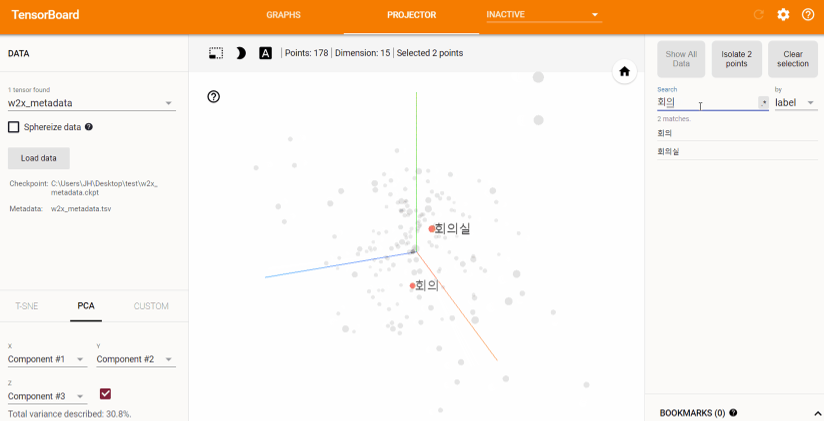 TensorBoard
GRAPHS
PROJECTOR
INACTIVE
DATA
1 tensor found
w2x_metadata
Sphereize data
Load data
Checkpoint: C:\Users\JH\Desktop\test\w2x_
metadata.ckpt
Metadata: w2x_metadata.tsv
T-SNE
PCA
CUSTOM
X
Y
Component #1
Component #2
Z
Component #3
Total variance described: 30.8%.
A
Points: 178 | Dimension: 15 | Selected 2 points
회의실
회의
Show All
Data
Isolate 2
points
Clear
selection
Search
회의
.*
by
label
2 matches.
회의
회의실
BOOKMARKS (0)